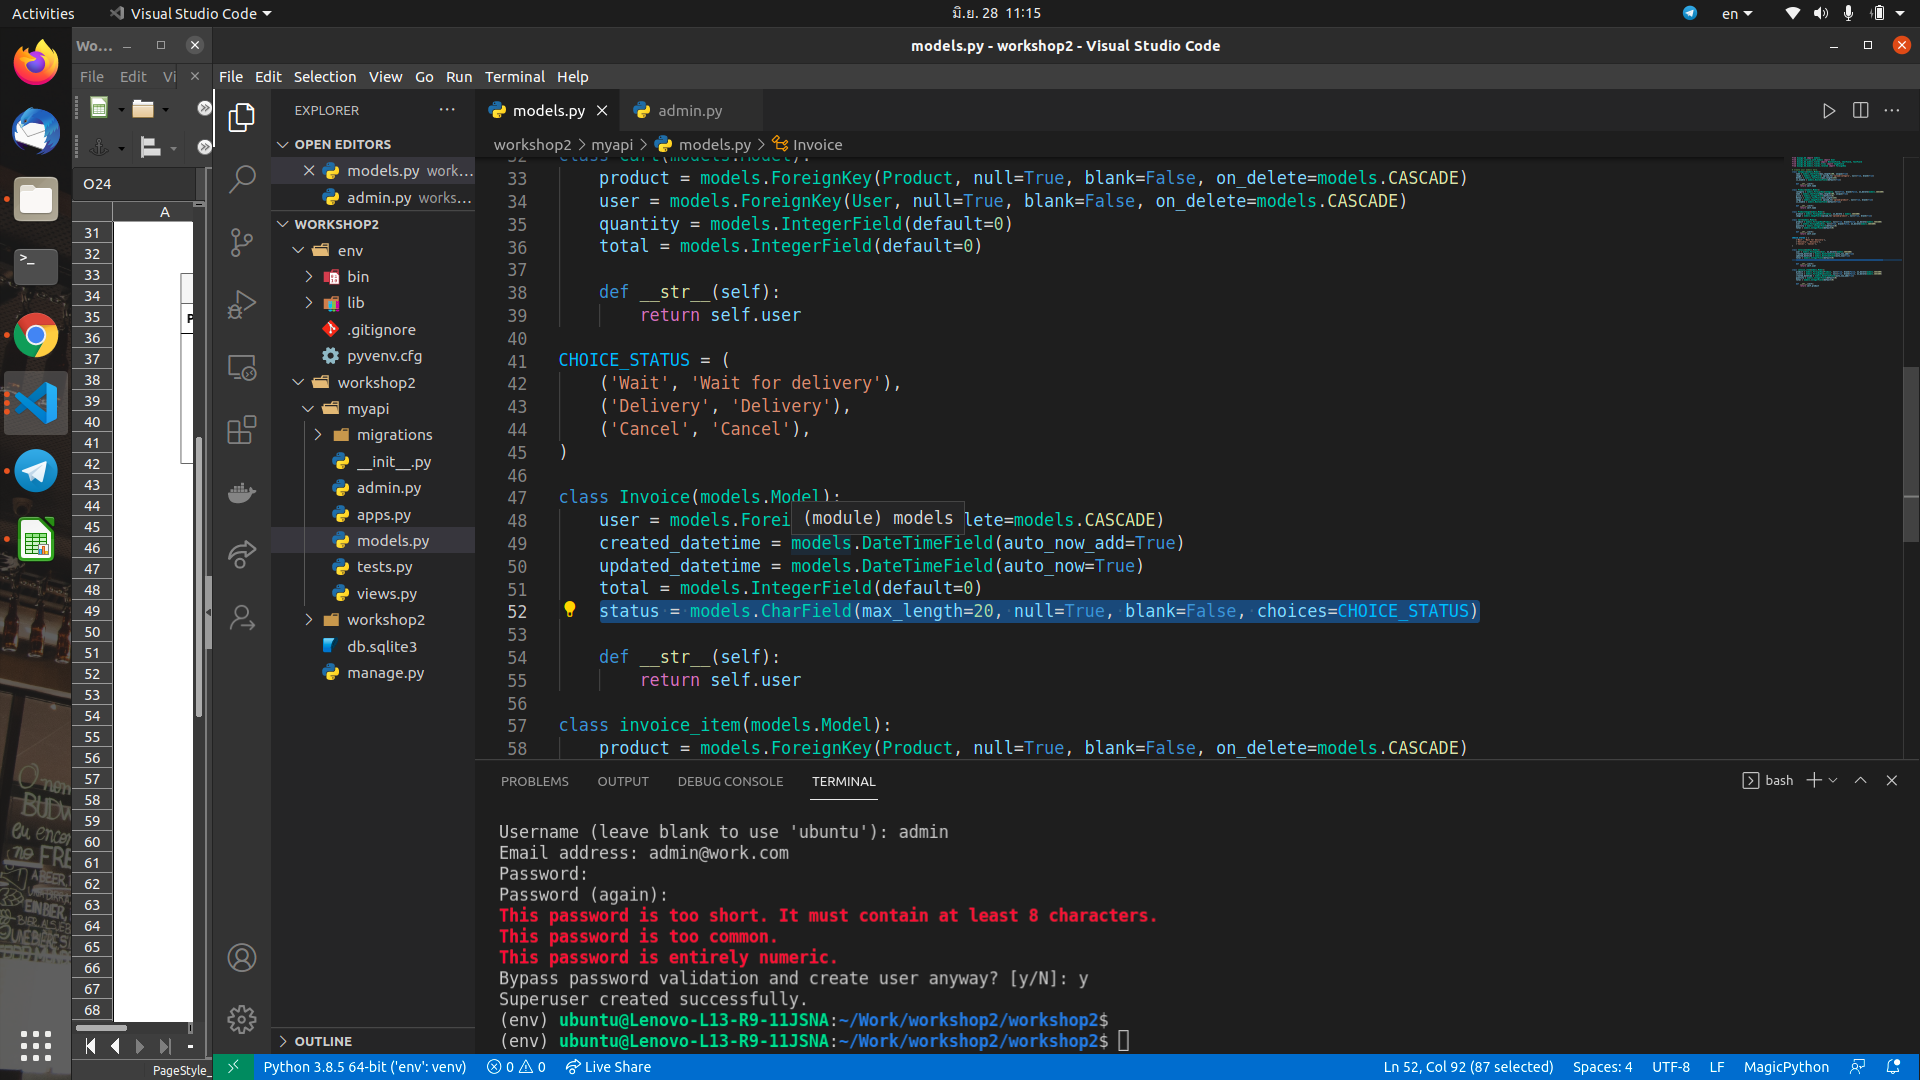 Activities
Visual Studio Code
มิ.ย. 28 11:15
en
Wo...
models.py - workshop2 - Visual Studio Code
File Edit Vi
File Edit Selection View Go Run Terminal Help
EXPLORER
models.py
admin.py
OPEN EDITORS
models.py work...
admin.py works...
workshop2 > myapi > models.py > Invoice
O24
A
31
32
33
34
35
36
37
38
39
40
41
42
43
44
45
46
47
48
49
50
51
52
53
54
55
56
57
58
59
60
61
62
63
64
65
66
67
68
P
PageStyle_
WORKSHOP2
env
bin
lib
.gitignore
pyvenv.cfg
workshop2
myapi
migrations
__init__.py
admin.py
apps.py
models.py
tests.py
views.py
workshop2
db.sqlite3
manage.py
OUTLINE
32 class Cart(models.Model):
33 product = models.ForeignKey(Product, null=True, blank=False, on_delete=models.CASCADE)
34 user = models.ForeignKey(User, null=True, blank=False, on_delete=models.CASCADE)
35 quantity = models.IntegerField(default=0)
36 total = models.IntegerField(default=0)
37
38 def __str__(self):
39 return self.user
40
41 CHOICE_STATUS = (
42 ('Wait', 'Wait for delivery'),
43 ('Delivery', 'Delivery'),
44 ('Cancel', 'Cancel'),
45 )
46
47 class Invoice(models.Model):
(module) models
48 user = models.Forei lete=models.CASCADE)
49 created_datetime = models.DateTimeField(auto_now_add=True)
50 updated_datetime = models.DateTimeField(auto_now=True)
51 total = models.IntegerField(default=0)
52 status = models.CharField(max_length=20, null=True, blank=False, choices=CHOICE_STATUS)
53
54 def __str__(self):
55 return self.user
56
57 class invoice_item(models.Model):
58 product = models.ForeignKey(Product, null=True, blank=False, on_delete=models.CASCADE)
PROBLEMS OUTPUT DEBUG CONSOLE TERMINAL
bash
Username (leave blank to use 'ubuntu'): admin
Email address: admin@work.com
Password:
Password (again):
This password is too short. It must contain at least 8 characters.
This password is too common.
This password is entirely numeric.
Bypass password validation and create user anyway? [y/N]: y
Superuser created successfully.
(env) ubuntu@Lenovo-L13-R9-11JSNA:~/Work/workshop2/workshop2$
(env) ubuntu@Lenovo-L13-R9-11JSNA:~/Work/workshop2/workshop2$
Python 3.8.5 64-bit ('env': venv) 0 0 Live Share
Ln 52, Col 92 (87 selected) Spaces: 4 UTF-8 LF MagicPython